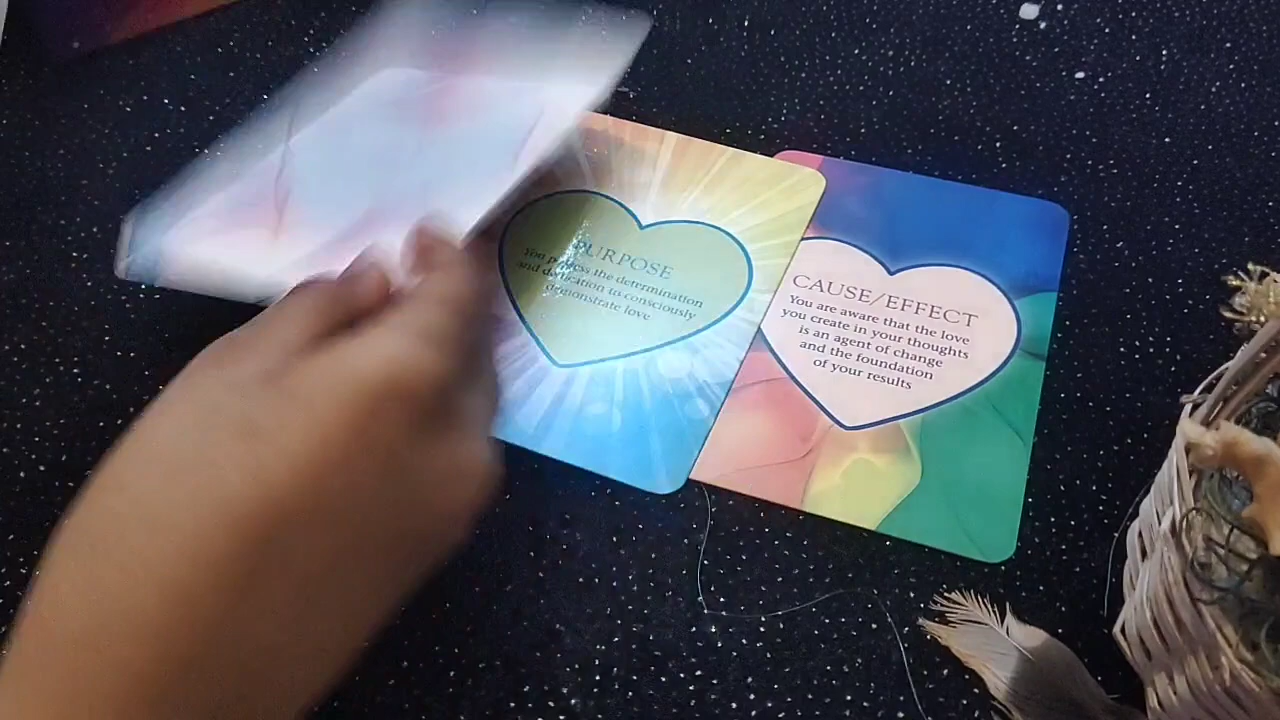 PURPOSE
You possess the determination
and dedication to consciously
demonstrate love
CAUSE/EFFECT
You are aware that the love
you create in your thoughts
is an agent of change
and the foundation
of your results